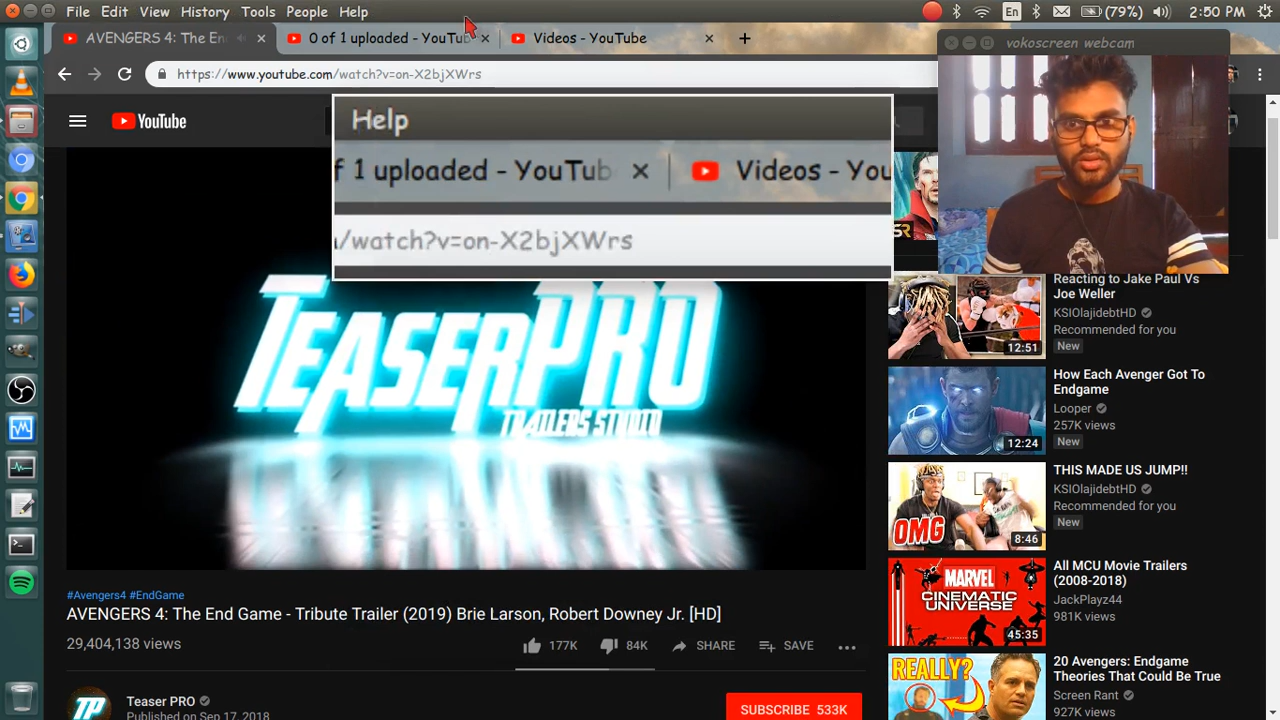 File Edit View History Tools People Help
En
(79%)
2:50 PM
AVENGERS 4: The En
0 of 1 uploaded - YouTub
Videos - YouTube
vokoscreen webcam
https://www.youtube.com/watch?v=on-X2bjXWrs
YouTube
Help
f 1 uploaded - YouTub
Videos - You
/watch?v=on-X2bjXWrs
TEASERPRO
TRAILERS STUDIO
#Avengers4 #EndGame
AVENGERS 4: The End Game - Tribute Trailer (2019) Brie Larson, Robert Downey Jr. [HD]
29,404,138 views
177K
84K
SHARE
SAVE
TP
Teaser PRO
Published on Sep 17, 2018
SUBSCRIBE 533K
SR
Reacting to Jake Paul Vs
Joe Weller
KSIOlajidebtHD
Recommended for you
New
12:51
How Each Avenger Got To
Endgame
Looper
257K views
New
12:24
THIS MADE US JUMP!!
KSIOlajidebtHD
Recommended for you
New
OMG
8:46
All MCU Movie Trailers
(2008-2018)
JackPlayz44
981K views
MARVEL
CINEMATIC
UNIVERSE
45:35
20 Avengers: Endgame
Theories That Could Be True
Screen Rant
927K views
REALLY?